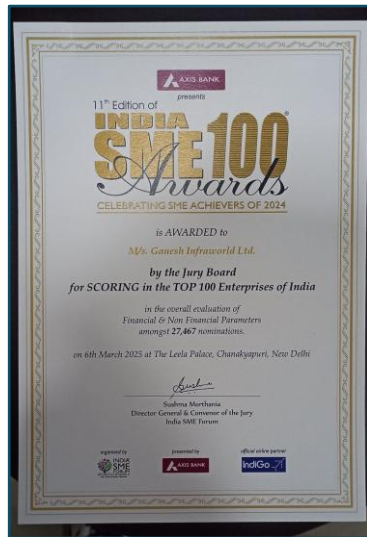 AXIS BANK
presents
11th Edition of
INDIA
SME 100
Awards
CELEBRATING SME ACHIEVERS OF 2024
is AWARDED to
M/s. Ganesh Infraworld Ltd.
by the Jury Board
for SCORING in the TOP 100 Enterprises of India
in the overall evaluation of
Financial & Non Financial Parameters
amongst 27,467 nominations.
on 6th March 2025 at The Leela Palace, Chanakyapuri, New Delhi
Sushma Morthania
Director General & Convenor of the Jury
India SME Forum
organised by
presented by
official airline partner
INDIA
SME
FORUM
AXIS BANK
IndiGo